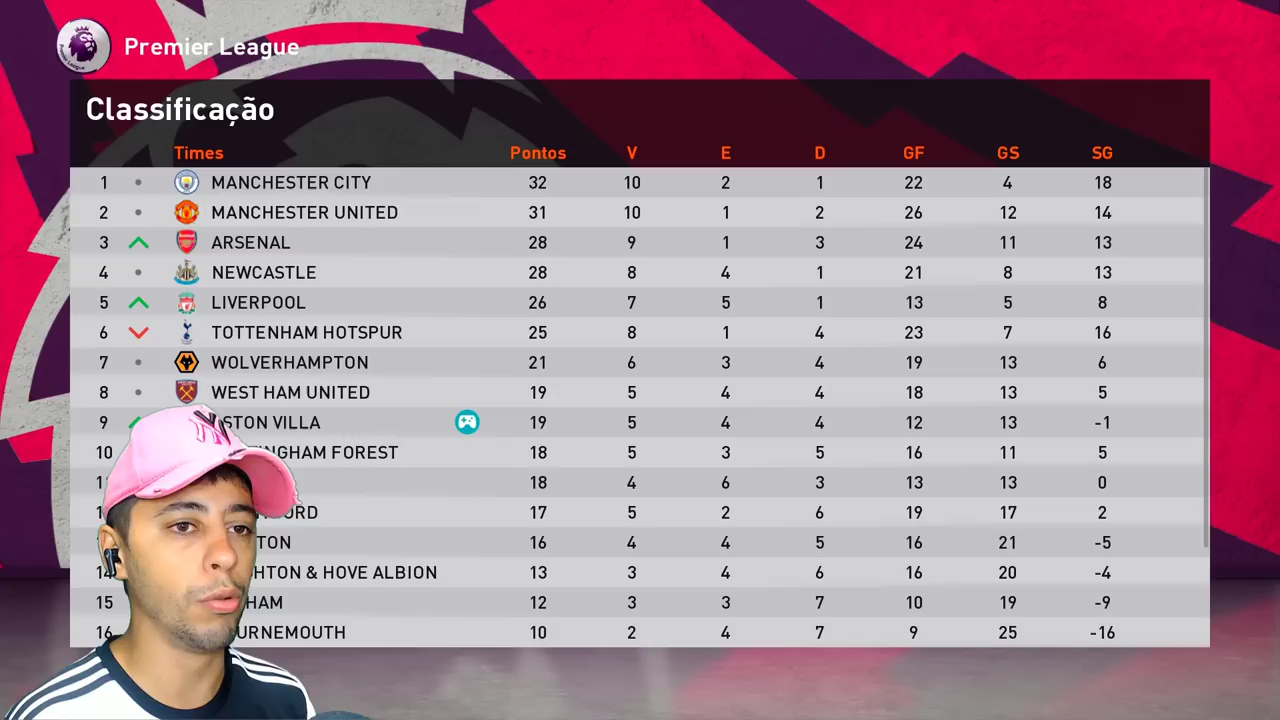 Premier League
Classificação
Times Pontos V E D GF GS SG
1 MANCHESTER CITY 32 10 2 1 22 4 18
2 MANCHESTER UNITED 31 10 1 2 26 12 14
3 ARSENAL 28 9 1 3 24 11 13
4 NEWCASTLE 28 8 4 1 21 8 13
5 LIVERPOOL 26 7 5 1 13 5 8
6 TOTTENHAM HOTSPUR 25 8 1 4 23 7 16
7 WOLVERHAMPTON 21 6 3 4 19 13 6
8 WEST HAM UNITED 19 5 4 4 18 13 5
9 STON VILLA 19 5 4 4 12 13 -1
10 INGHAM FOREST 18 5 3 5 16 11 5
18 4 6 3 13 13 0
ORD 17 5 2 6 19 17 2
TON 16 4 4 5 16 21 -5
14 HTON & HOVE ALBION 13 3 4 6 16 20 -4
15 HAM 12 3 3 7 10 19 -9
16 URNEMOUTH 10 2 4 7 9 25 -16